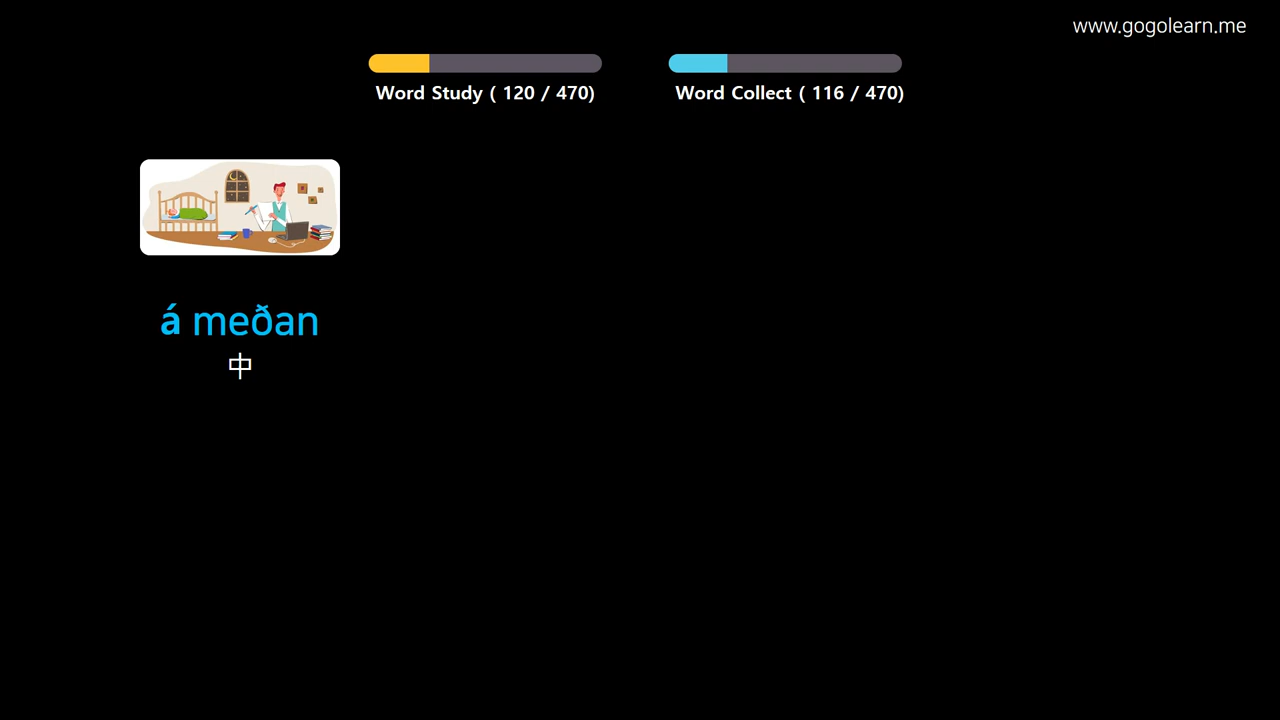 www.gogolearn.me
Word Study ( 120 / 470)
Word Collect ( 116 / 470)
á meðan
中